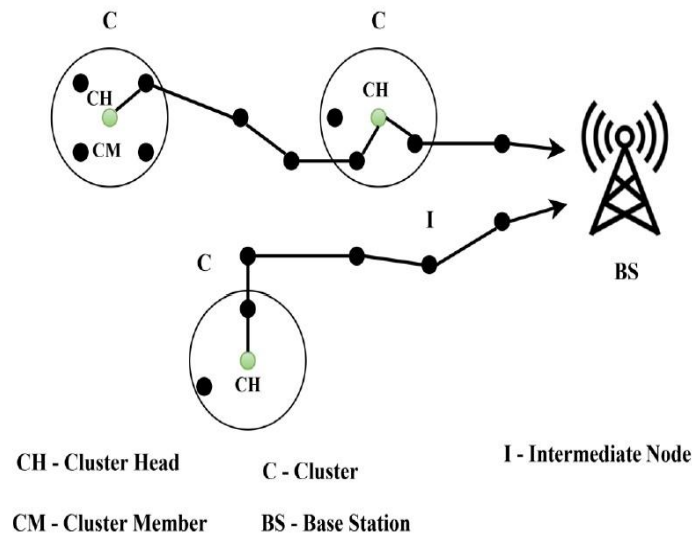 C
C
CH
CH
CM
I
C
BS
CH
CH - Cluster Head
C - Cluster
I - Intermediate Node
CM - Cluster Member
BS - Base Station